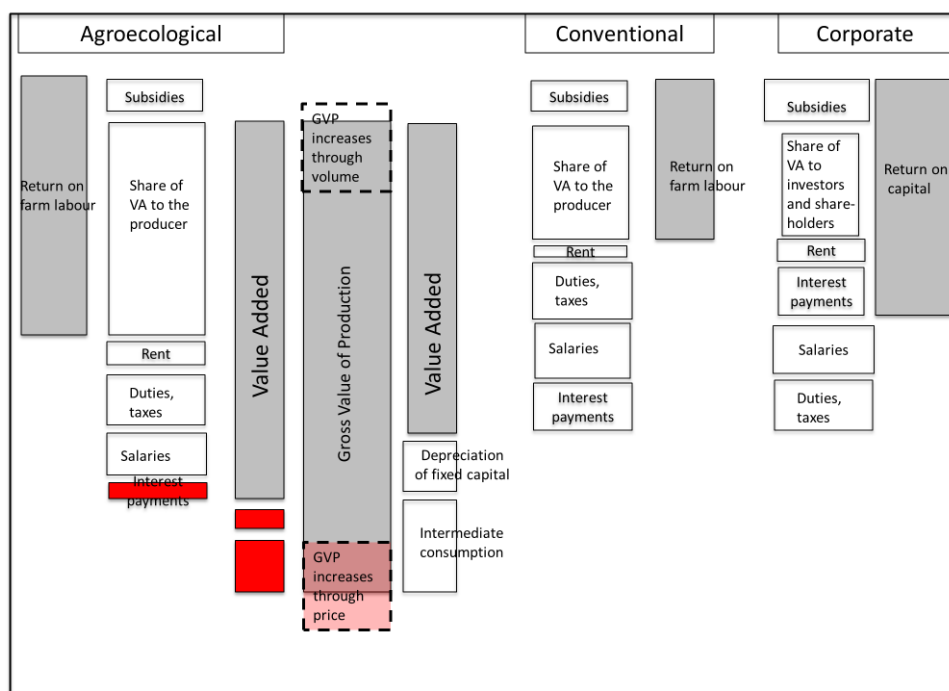 Agroecological
Conventional
Corporate
Return on
farm labour
Subsidies
Share of
VA to the
producer
Rent
Duties,
taxes
Salaries
Interest
payments
Value Added
GVP
increases
through
volume
Gross Value of Production
GVP
increases
through
price
Value Added
Depreciation
of fixed capital
Intermediate
consumption
Subsidies
Share of
VA to the
producer
Rent
Duties,
taxes
Salaries
Interest
payments
Return on
farm labour
Subsidies
Share of
VA to
investors
and share-
holders
Rent
Interest
payments
Salaries
Duties,
taxes
Return on
capital